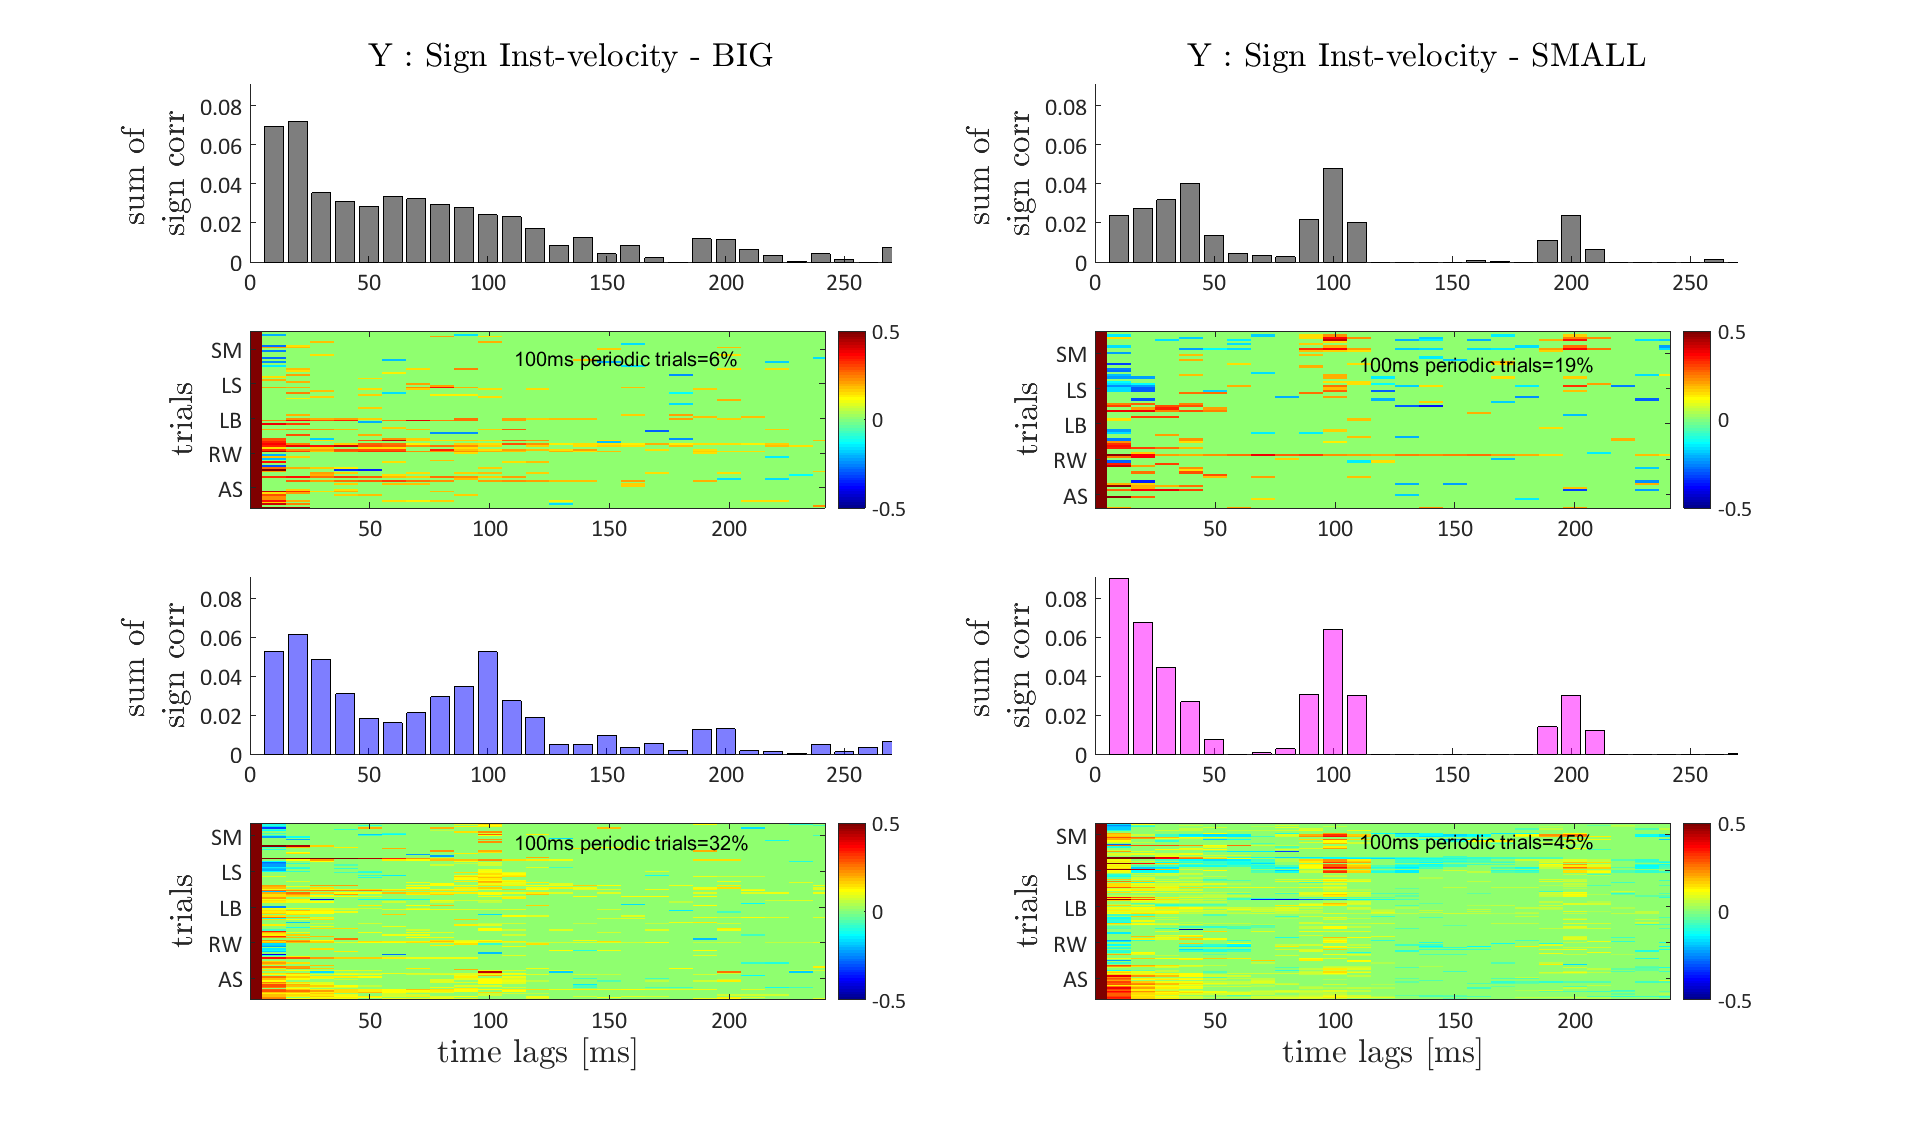 Y : Sign Inst-velocity - BIG
Y : Sign Inst-velocity - SMALL
sum of
sign corr
0.08
0.06
0.04
0.02
0
0 50 100 150 200 250
sum of
sign corr
0.08
0.06
0.04
0.02
0
0 50 100 150 200 250
trials
SM
LS
LB
RW
AS
100ms periodic trials=6%
50 100 150 200
0.5
0
-0.5
trials
SM
LS
LB
RW
AS
100ms periodic trials=19%
50 100 150 200
0.5
0
-0.5
sum of
sign corr
0.08
0.06
0.04
0.02
0
0 50 100 150 200 250
sum of
sign corr
0.08
0.06
0.04
0.02
0
0 50 100 150 200 250
trials
SM
LS
LB
RW
AS
100ms periodic trials=32%
50 100 150 200
0.5
0
-0.5
time lags [ms]
trials
SM
LS
LB
RW
AS
100ms periodic trials=45%
50 100 150 200
0.5
0
-0.5
time lags [ms]